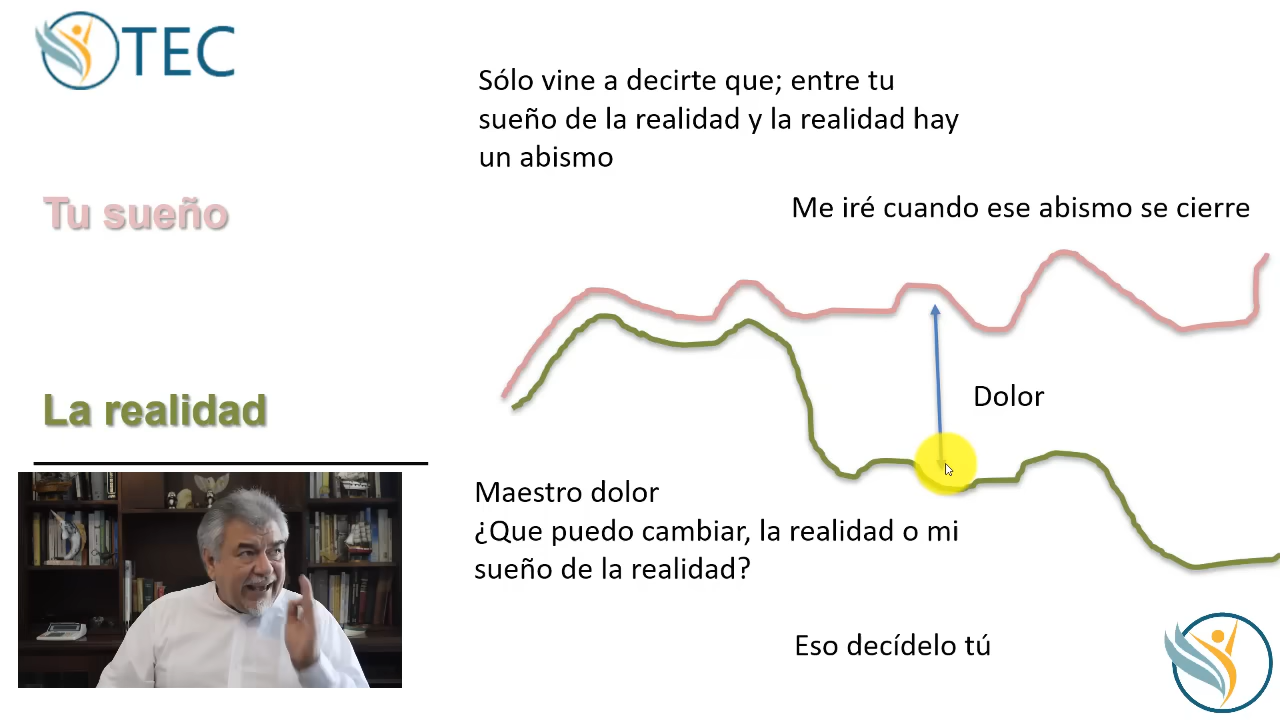 TEC
Sólo vine a decirte que; entre tu
sueño de la realidad y la realidad hay
un abismo
Tu sueño
Me iré cuando ese abismo se cierre
La realidad
Dolor
Maestro dolor
¿Que puedo cambiar, la realidad o mi
sueño de la realidad?
Eso decídelo tú